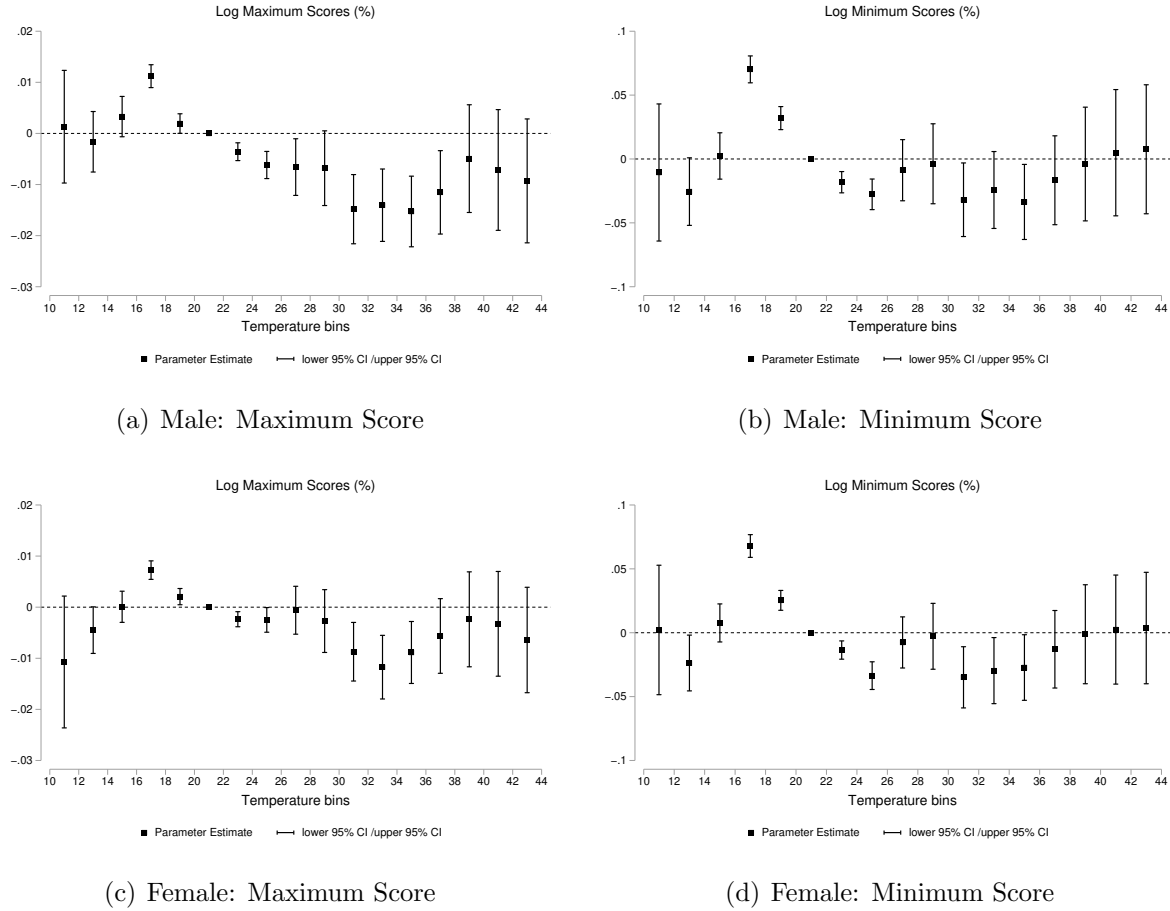 Log Maximum Scores (%)
.02
.01
0
−.01
−.02
−.03
10 12 14 16 18 20 22 24 26 28 30 32 34 36 38 40 42 44
Temperature bins
Parameter Estimate lower 95% CI /upper 95% CI
(a) Male: Maximum Score
Log Minimum Scores (%)
.1
.05
0
−.05
−.1
10 12 14 16 18 20 22 24 26 28 30 32 34 36 38 40 42 44
Temperature bins
Parameter Estimate lower 95% CI /upper 95% CI
(b) Male: Minimum Score
Log Maximum Scores (%)
.02
.01
0
−.01
−.02
−.03
10 12 14 16 18 20 22 24 26 28 30 32 34 36 38 40 42 44
Temperature bins
Parameter Estimate lower 95% CI /upper 95% CI
(c) Female: Maximum Score
Log Minimum Scores (%)
.1
.05
0
−.05
−.1
10 12 14 16 18 20 22 24 26 28 30 32 34 36 38 40 42 44
Temperature bins
Parameter Estimate lower 95% CI /upper 95% CI
(d) Female: Minimum Score